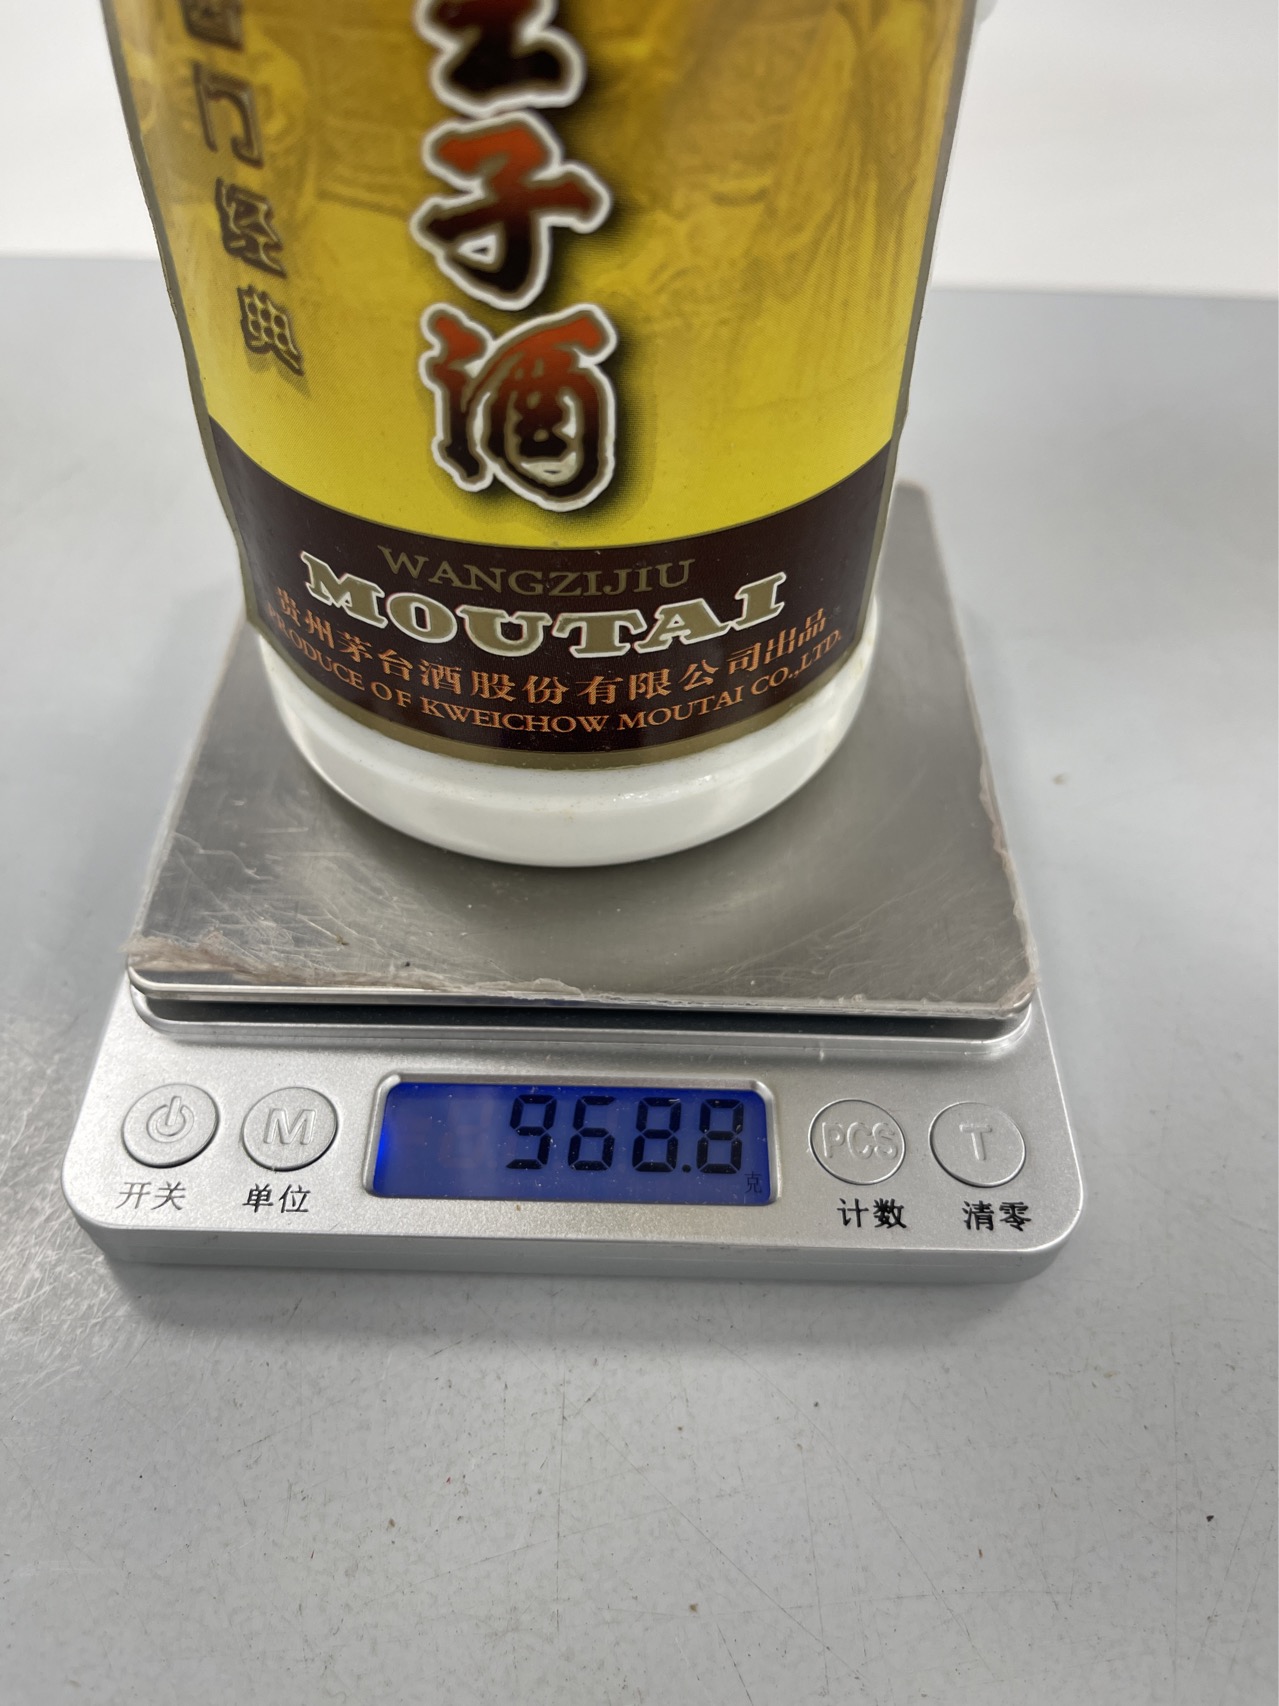 门经典
王子酒
WANGZIJIU
MOUTAI
贵州茅台酒股份有限公司出品
PRODUCE OF KWEICHOW MOUTAI CO.,LTD.
968.8
克
M
PCS
T
开关
单位
计数
清零